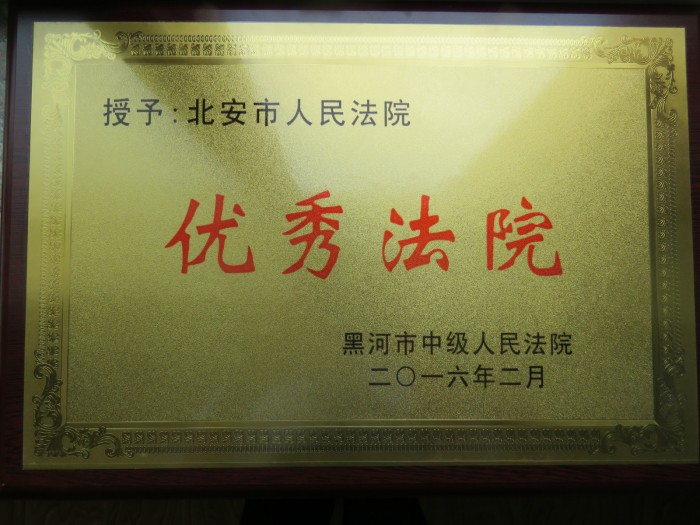 授予:北安市人民法院
优秀法院
黑河市中级人民法院
二〇一六年二月